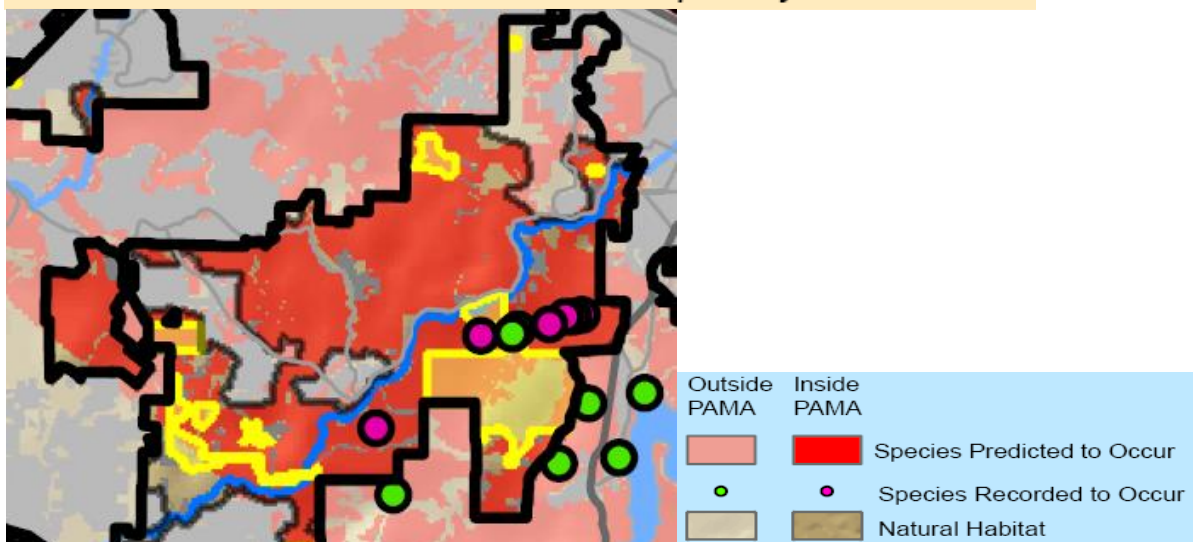 Outside Inside
PAMA PAMA
Species Predicted to Occur
Species Recorded to Occur
Natural Habitat